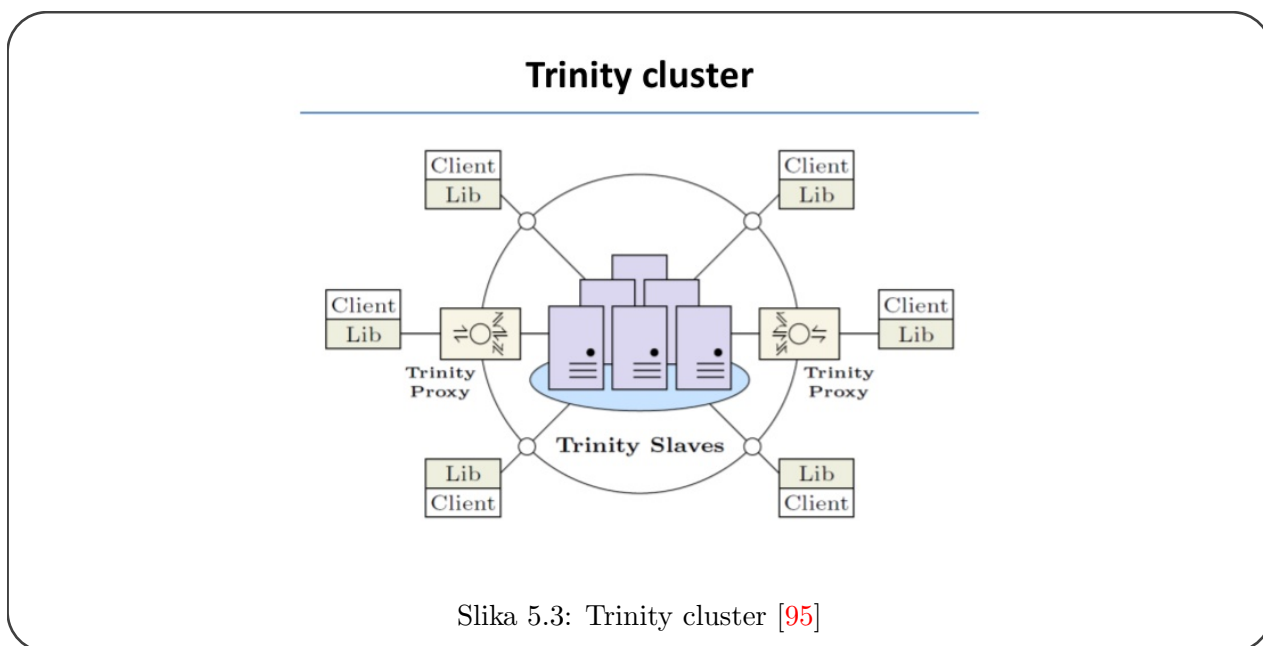 Trinity cluster
Client
Lib
Client
Lib
Client
Lib
Client
Lib
Trinity
Proxy
Trinity
Proxy
Trinity Slaves
Lib
Client
Lib
Client
Slika 5.3: Trinity cluster [95]